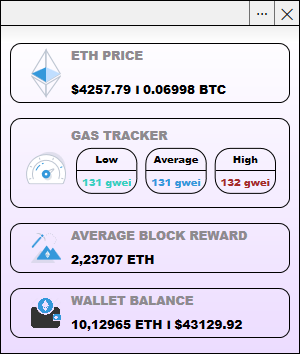 ...
ETH PRICE
$4257.79 | 0.06998 BTC
GAS TRACKER
Low Average High
131 gwei 131 gwei 132 gwei
AVERAGE BLOCK REWARD
2,23707 ETH
WALLET BALANCE
10,12965 ETH | $43129.92